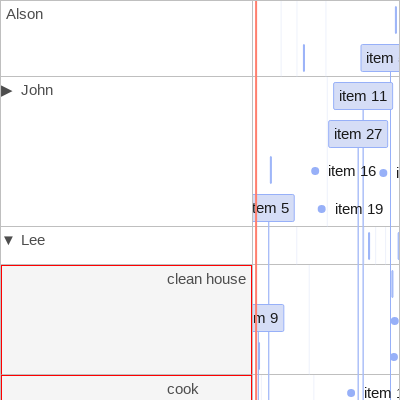 Alson
item
▶ John
item 11
item 27
item 16
item 5
item 19
▼ Lee
clean house
m 9
cook
item 1